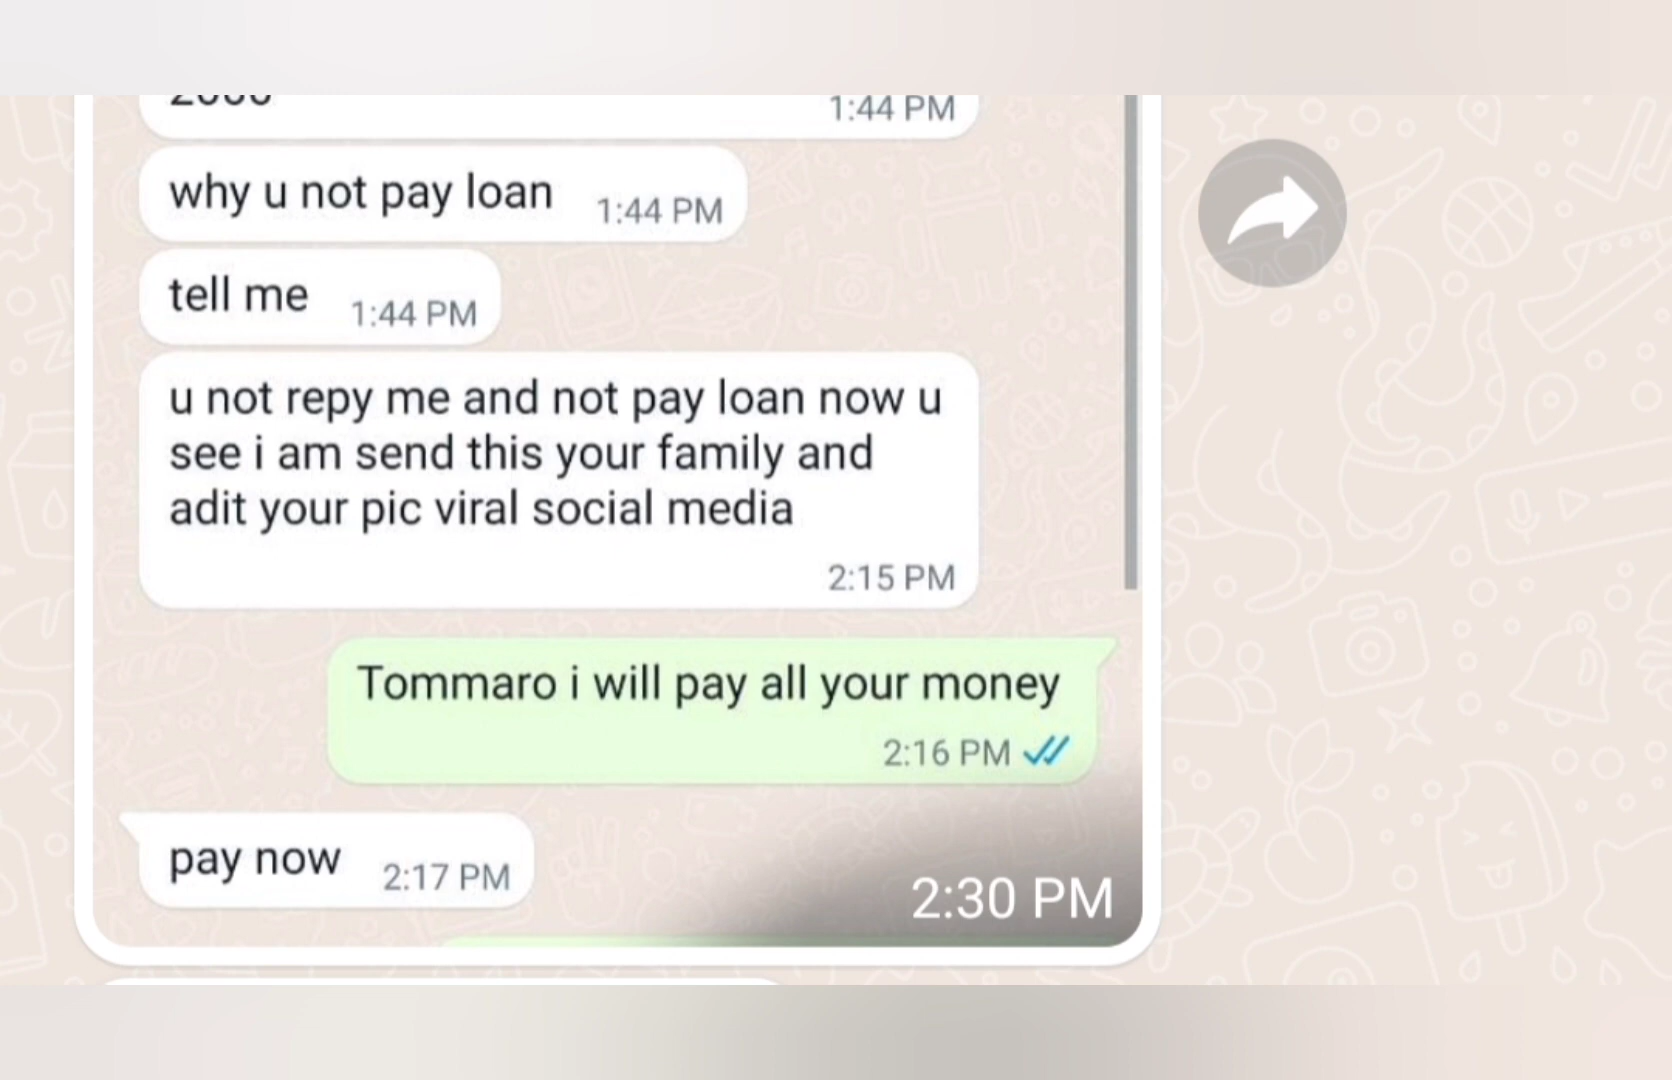 1:44 PM
why u not pay loan 1:44 PM
tell me 1:44 PM
u not repy me and not pay loan now u
see i am send this your family and
adit your pic viral social media
2:15 PM
Tommaro i will pay all your money
2:16 PM
pay now 2:17 PM
2:30 PM